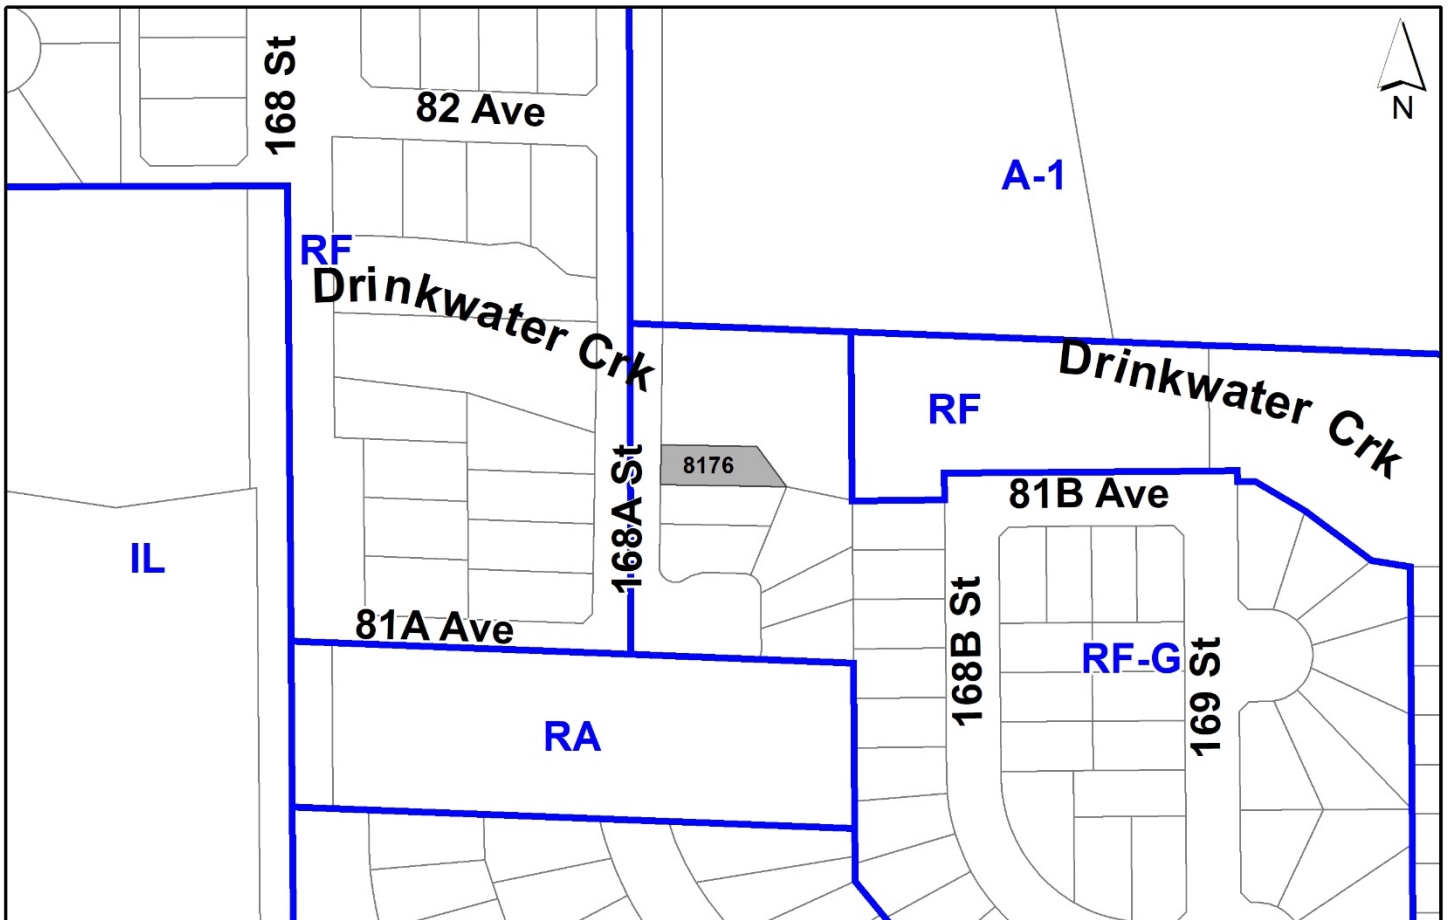 168 St
82 Ave
N
A-1
RF
Drinkwater Crk
Drinkwater Crk
RF
8176
168A St
81B Ave
IL
81A Ave
168B St
RF-G
169 St
RA